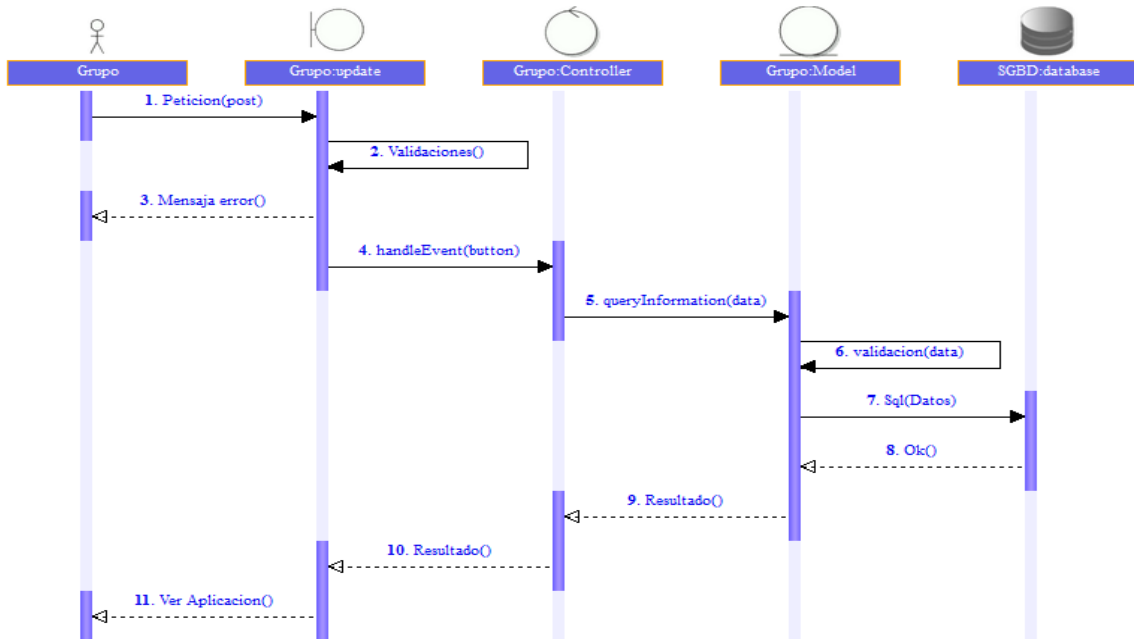 Grupo
Grupo:update
Grupo:Controller
Grupo:Model
SGBD:database
1. Peticion(post)
2. Validaciones()
3. Mensaja error()
4. handleEvent(button)
5. queryInformation(data)
6. validacion(data)
7. Sql(Datos)
8. Ok()
9. Resultado()
10. Resultado()
11. Ver Aplicacion()